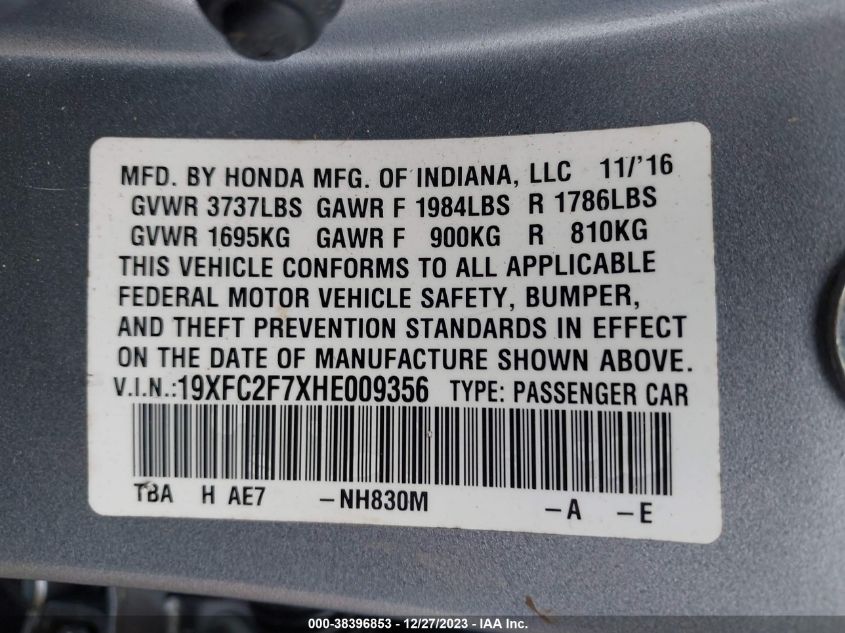 MFD. BY HONDA MFG. OF INDIANA, LLC 11/'16
GVWR 3737LBS GAWR F 1984LBS R 1786LBS
GVWR 1695KG GAWR F 900KG R 810KG
THIS VEHICLE CONFORMS TO ALL APPLICABLE
FEDERAL MOTOR VEHICLE SAFETY, BUMPER,
AND THEFT PREVENTION STANDARDS IN EFFECT
ON THE DATE OF MANUFACTURE SHOWN ABOVE.
V.I.N.:19XFC2F7XHE009356 TYPE: PASSENGER CAR
TBA H AE7 –NH830M –A –E
000-38396853 - 12/27/2023 - IAA Inc.